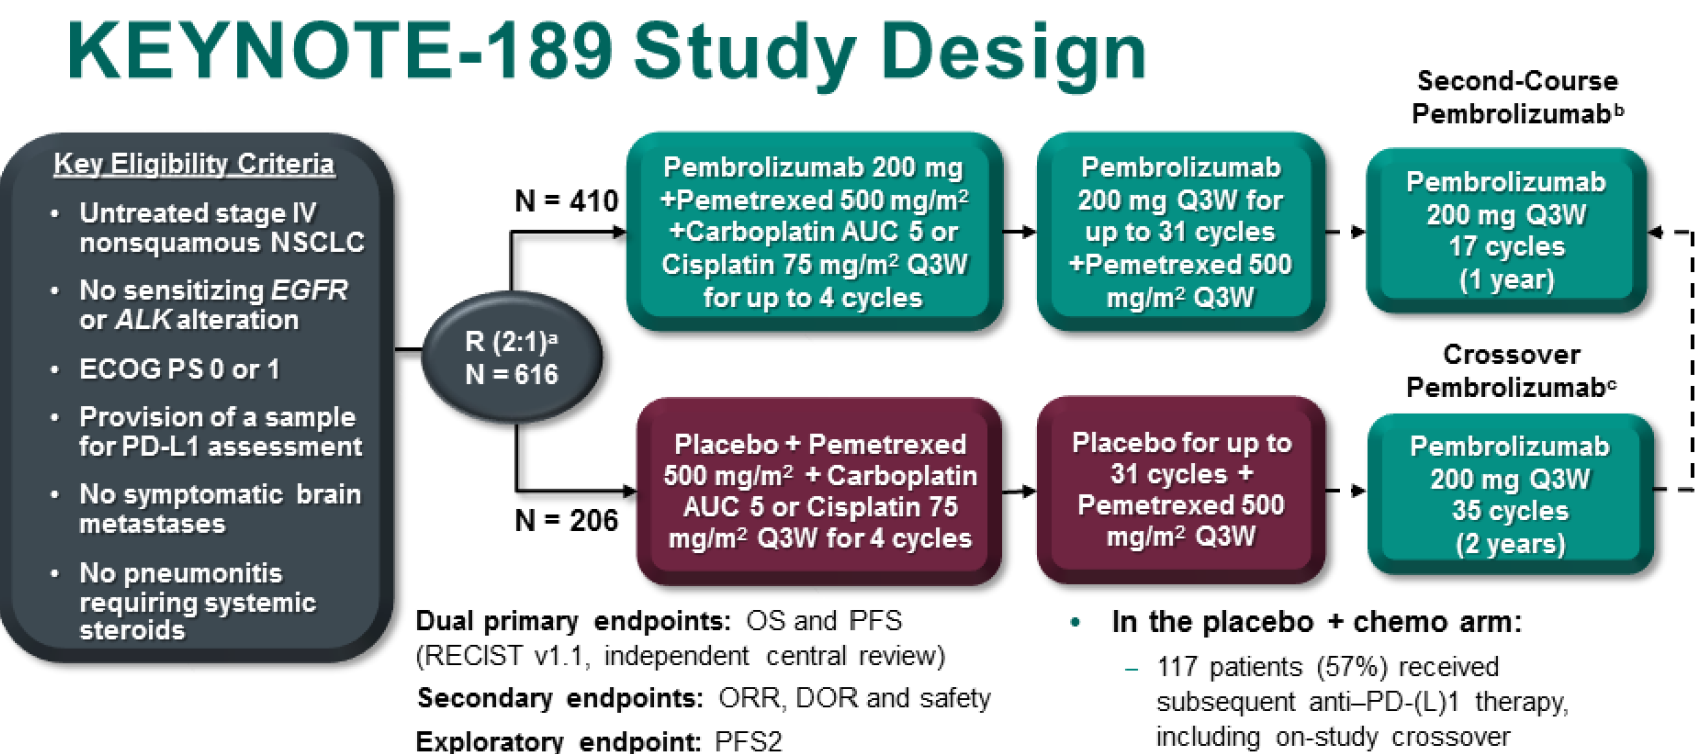 KEYNOTE-189 Study Design
Key Eligibility Criteria
• Untreated stage IV
nonsquamous NSCLC
• No sensitizing EGFR
or ALK alteration
• ECOG PS 0 or 1
• Provision of a sample
for PD-L1 assessment
• No symptomatic brain
metastases
• No pneumonitis
requiring systemic
steroids
R (2:1)ᵃ
N = 616
N = 410
Pembrolizumab 200 mg
+Pemetrexed 500 mg/m²
+Carboplatin AUC 5 or
Cisplatin 75 mg/m² Q3W
for up to 4 cycles
Pembrolizumab
200 mg Q3W for
up to 31 cycles
+Pemetrexed 500
mg/m² Q3W
Second-Course
Pembrolizumabᵇ
Pembrolizumab
200 mg Q3W
17 cycles
(1 year)
N = 206
Placebo + Pemetrexed
500 mg/m² + Carboplatin
AUC 5 or Cisplatin 75
mg/m² Q3W for 4 cycles
Placebo for up to
31 cycles +
Pemetrexed 500
mg/m² Q3W
Crossover
Pembrolizumabᶜ
Pembrolizumab
200 mg Q3W
35 cycles
(2 years)
Dual primary endpoints: OS and PFS
(RECIST v1.1, independent central review)
Secondary endpoints: ORR, DOR and safety
Exploratory endpoint: PFS2
• In the placebo + chemo arm:
– 117 patients (57%) received
subsequent anti–PD-(L)1 therapy,
including on-study crossover